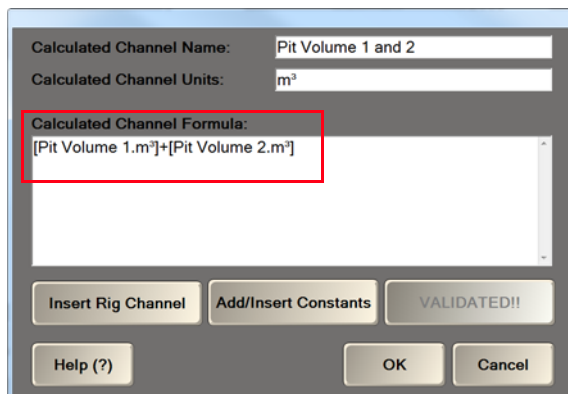 Calculated Channel Name: Pit Volume 1 and 2
Calculated Channel Units: m³
Calculated Channel Formula:
[Pit Volume 1.m³]+[Pit Volume 2.m³]
Insert Rig Channel Add/Insert Constants VALIDATED!!
Help (?) OK Cancel